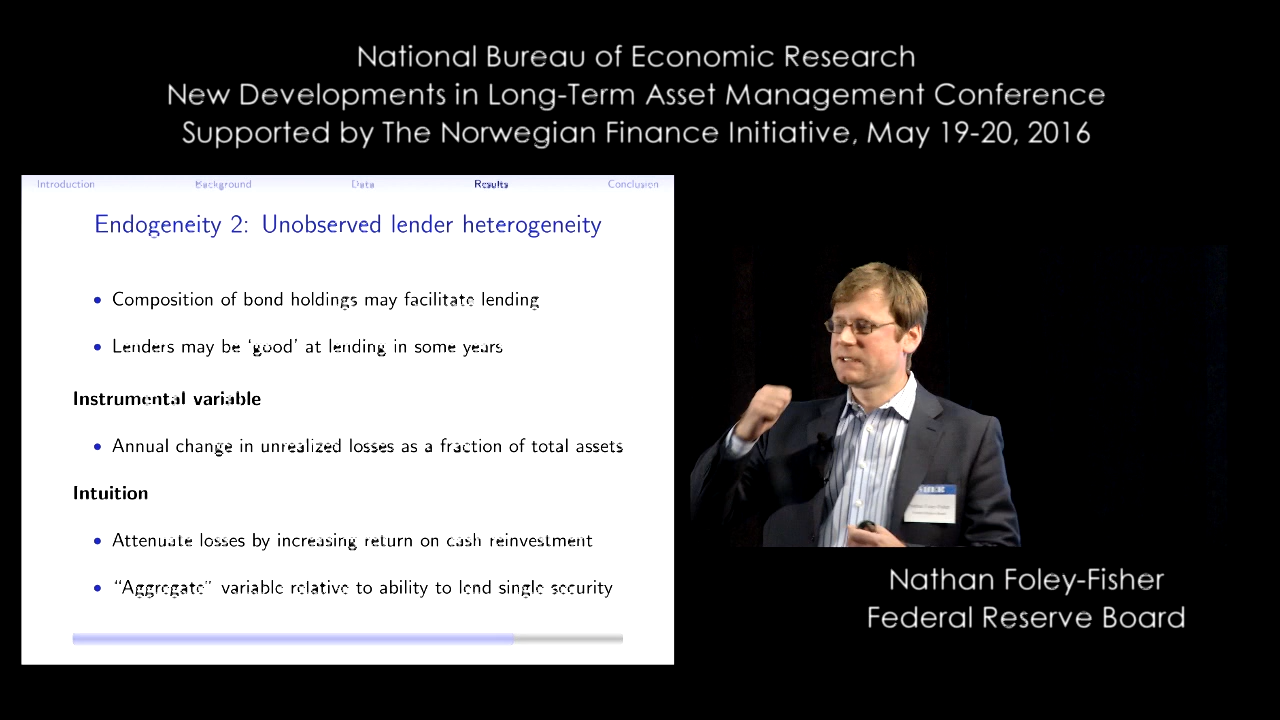 National Bureau of Economic Research
New Developments in Long-Term Asset Management Conference
Supported by The Norwegian Finance Initiative, May 19-20, 2016
Introduction Background Data Results Conclusion
Endogeneity 2: Unobserved lender heterogeneity
• Composition of bond holdings may facilitate lending
• Lenders may be ‘good’ at lending in some years
Instrumental variable
• Annual change in unrealized losses as a fraction of total assets
Intuition
• Attenuate losses by increasing return on cash reinvestment
• “Aggregate” variable relative to ability to lend single security
Nathan Foley-Fisher
Federal Reserve Board